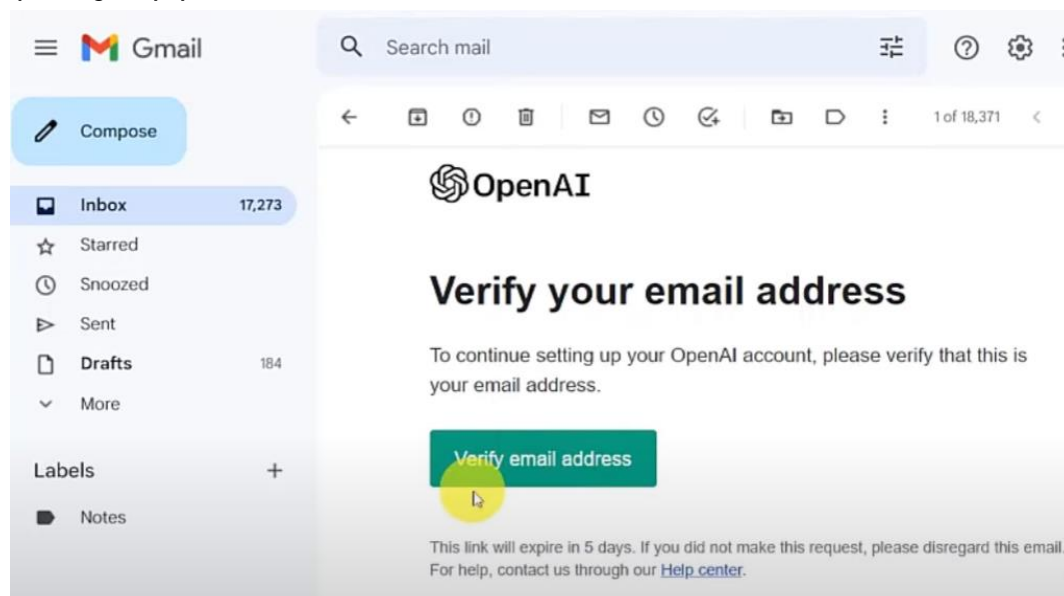 Gmail
Search mail
Compose
1 of 18,371
Inbox 17,273
Starred
Snoozed
Sent
Drafts 184
More
Labels
Notes
OpenAI
Verify your email address
To continue setting up your OpenAI account, please verify that this is
your email address.
Verify email address
This link will expire in 5 days. If you did not make this request, please disregard this email.
For help, contact us through our Help center.